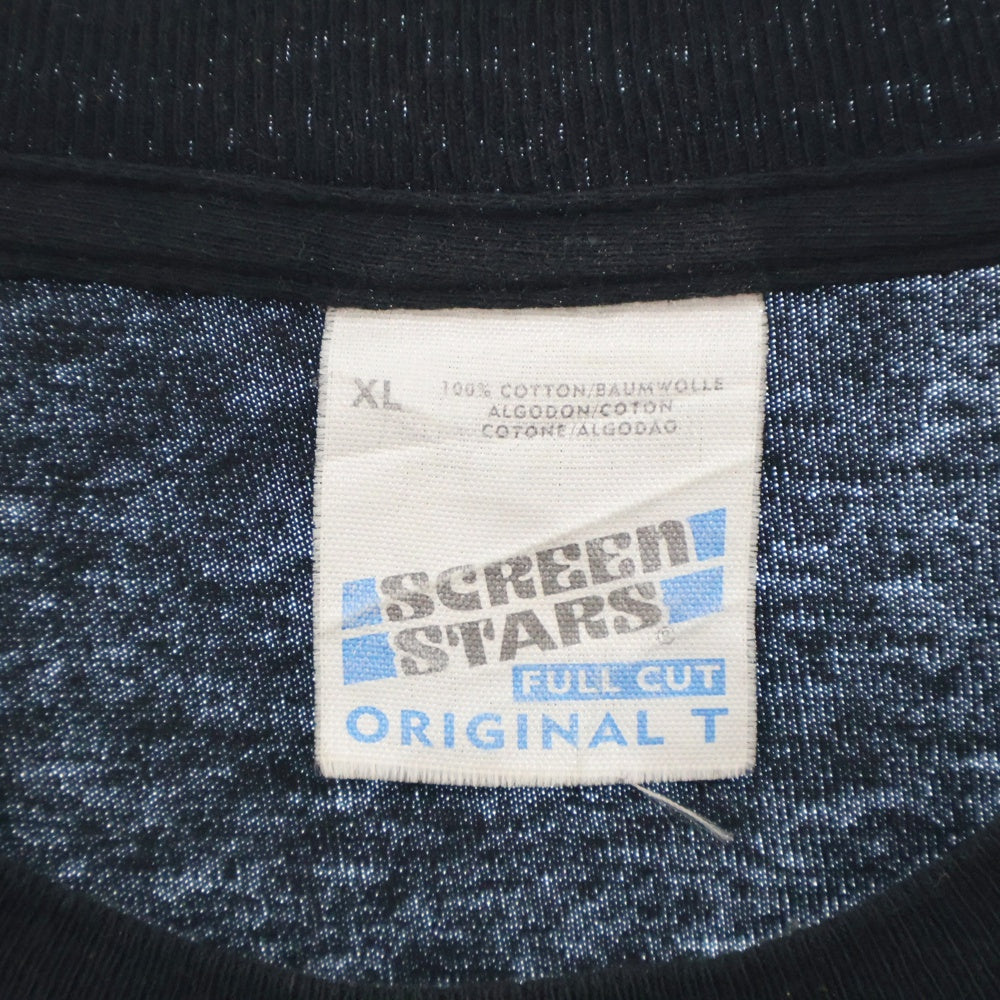 XL
100% COTTON/BAUMWOLLE
ALGODON/COTON
COTONE/ALGODAO
SCREEN
STARS®
FULL CUT
ORIGINAL T